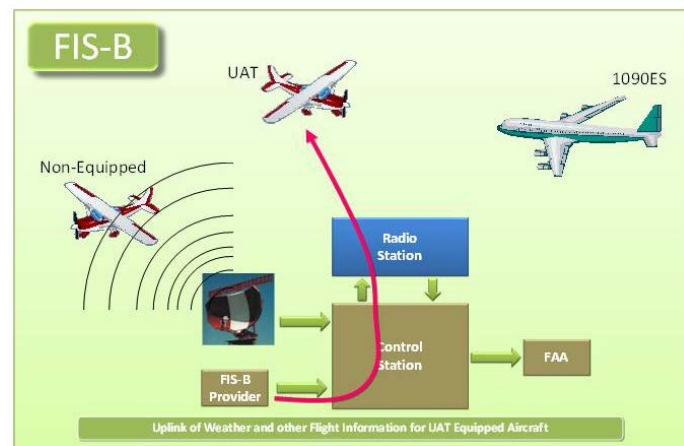 FIS-B
UAT
1090ES
Non-Equipped
Radio
Station
Control
Station
FAA
FIS-B
Provider
Uplink of Weather and other Flight Information for UAT Equipped Aircraft